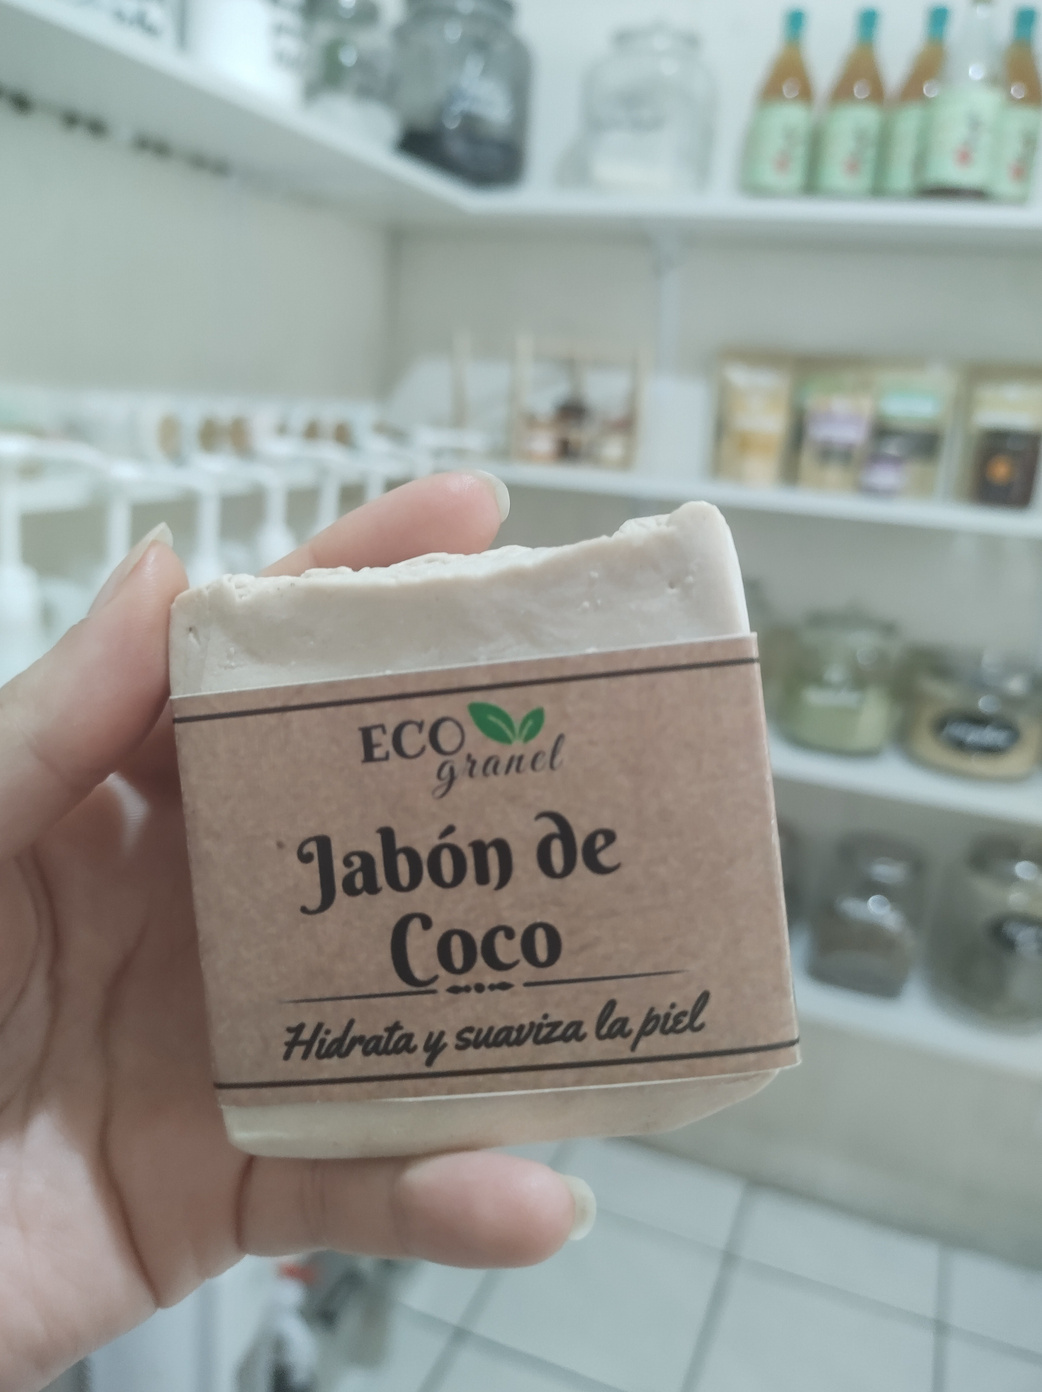 ECO
granel
Jabón de
Coco
Hidrata y suaviza la piel